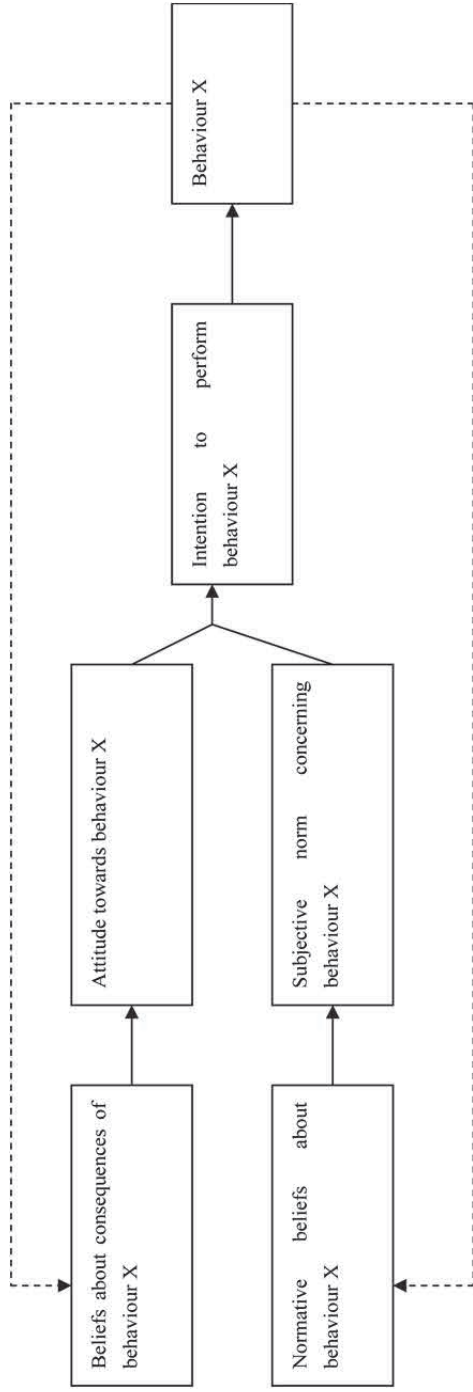 Beliefs about consequences of
behaviour X
Attitude towards behaviour X
Normative beliefs about
behaviour X
Subjective norm concerning
behaviour X
Intention to perform
behaviour X
Behaviour X